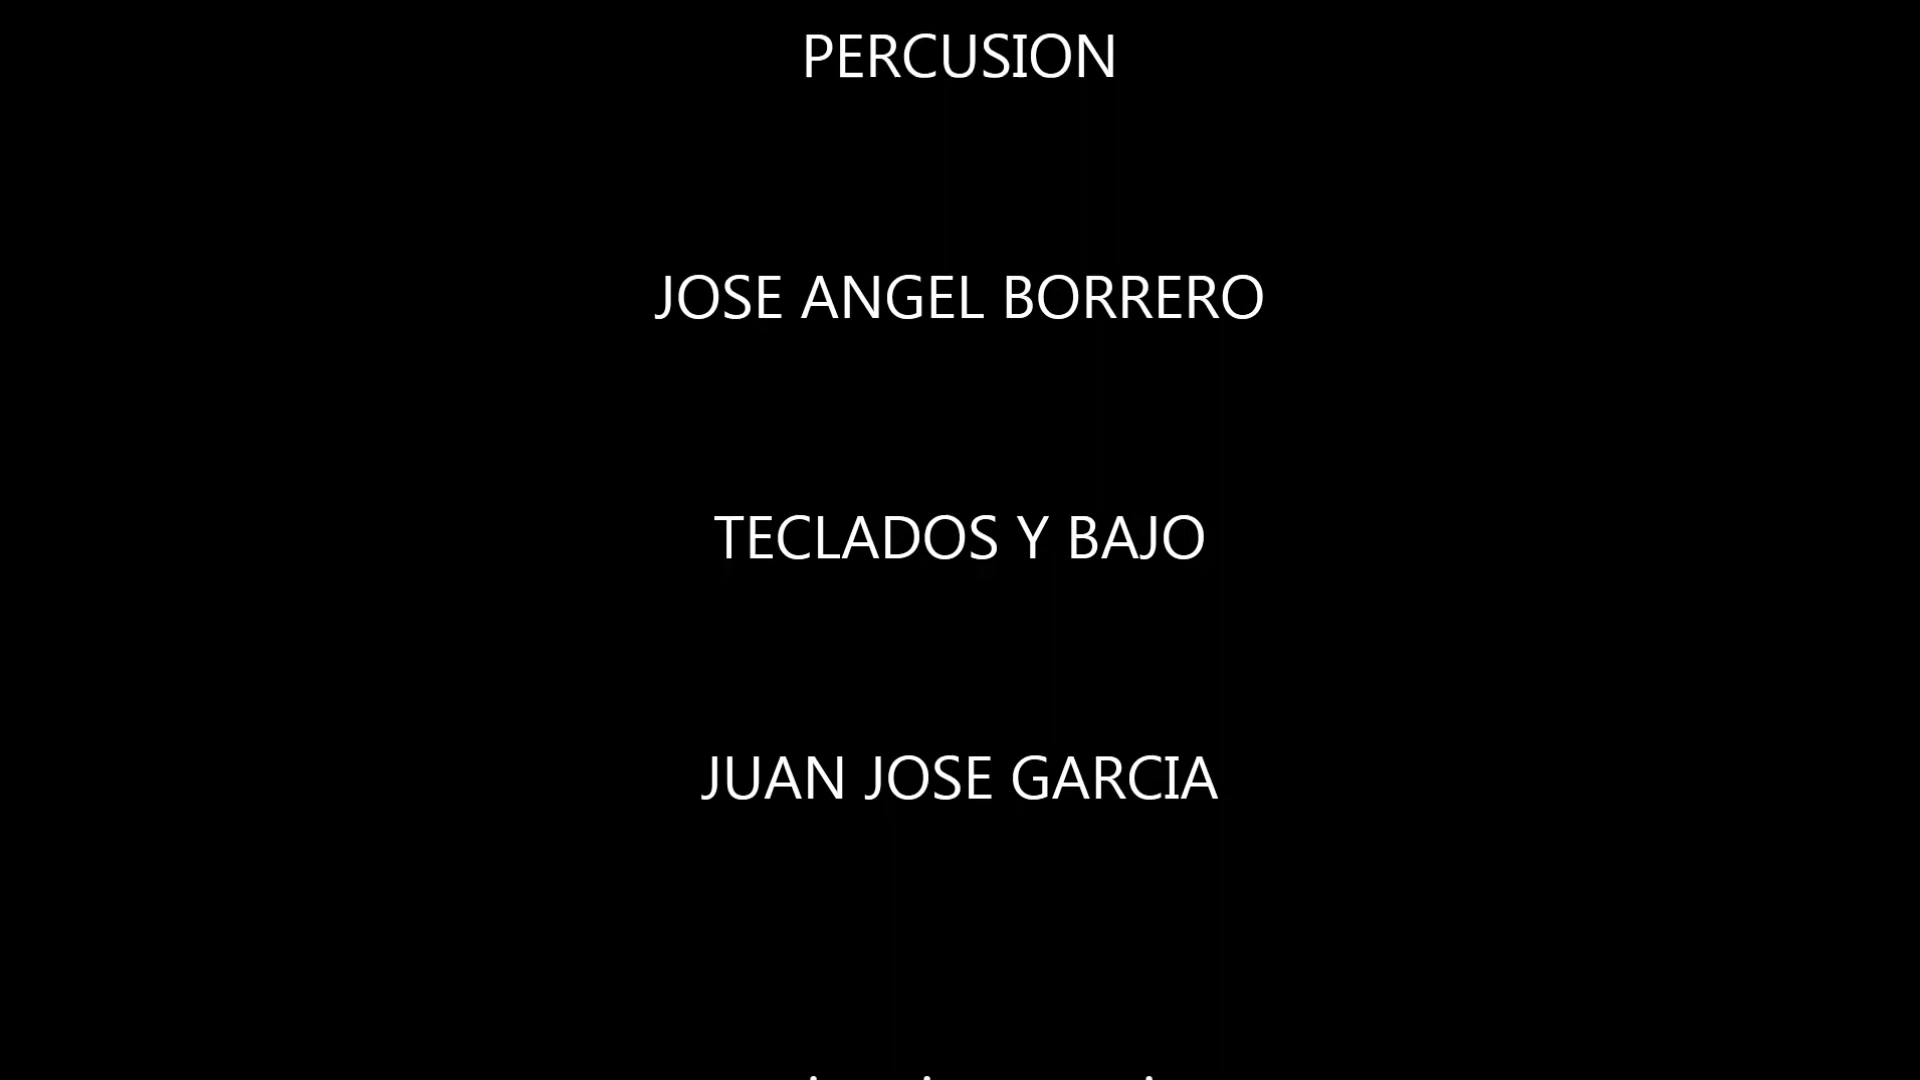 PERCUSION
JOSE ANGEL BORRERO
TECLADOS Y BAJO
JUAN JOSE GARCIA